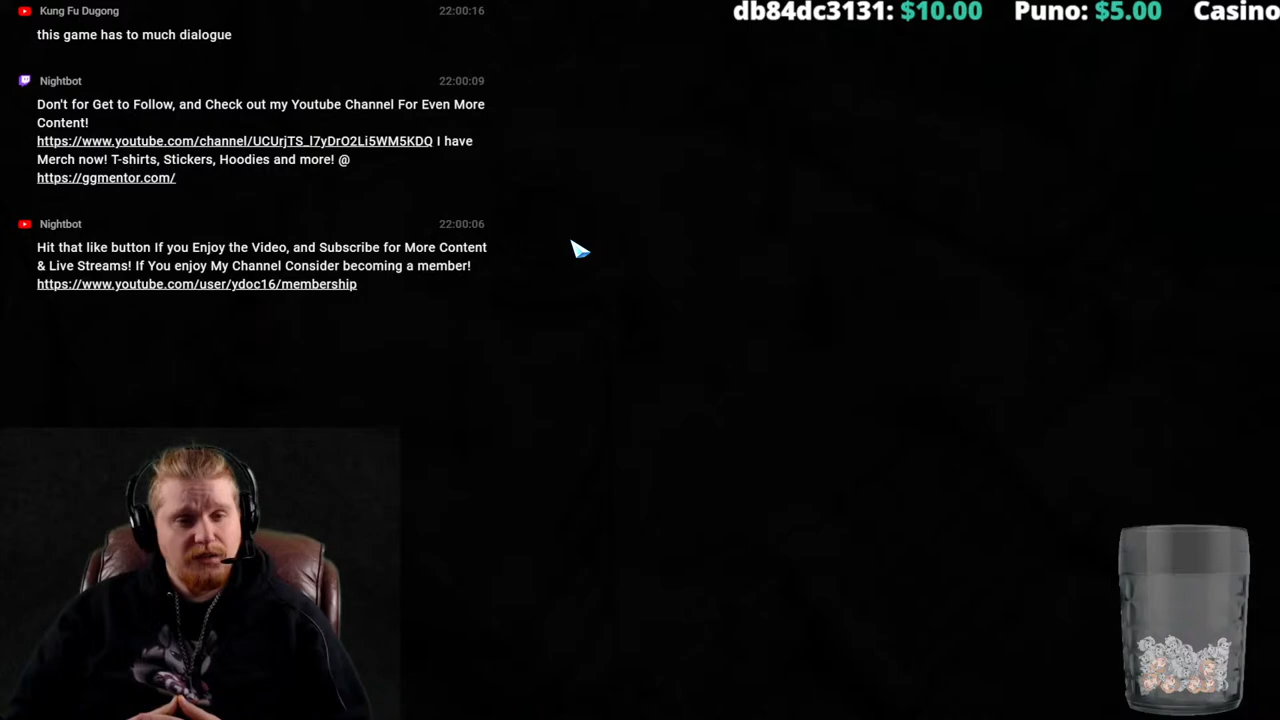 Kung Fu Dugong 22:00:16
this game has to much dialogue
Nightbot 22:00:09
Don't for Get to Follow, and Check out my Youtube Channel For Even More
Content!
https://www.youtube.com/channel/UCUrjTS_l7yDrO2Li5WM5KDQ I have
Merch now! T-shirts, Stickers, Hoodies and more! @
https://ggmentor.com/
Nightbot 22:00:06
Hit that like button If you Enjoy the Video, and Subscribe for More Content
& Live Streams! If You enjoy My Channel Consider becoming a member!
https://www.youtube.com/user/ydoc16/membership
db84dc3131: $10.00 Puno: $5.00 Casino